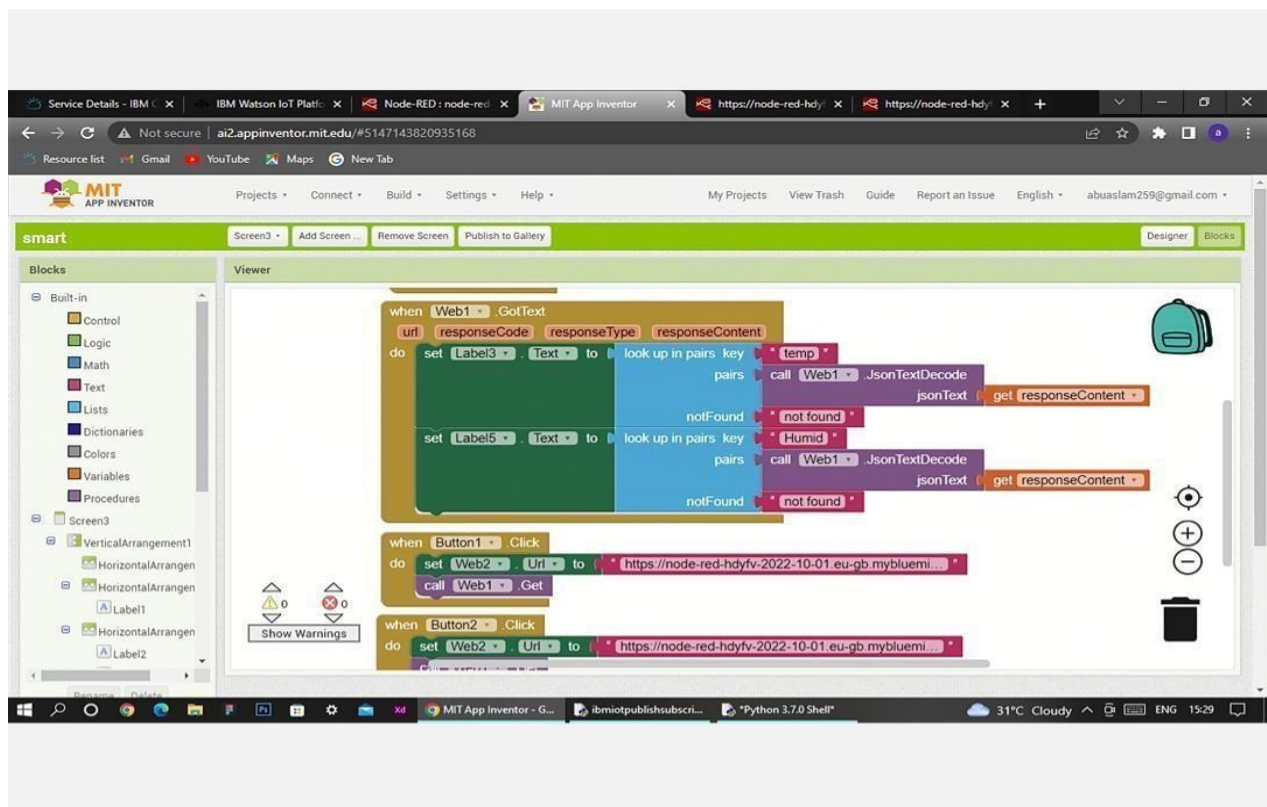 Service Details - IBM C IBM Watson IoT Platfo Node-RED : node-red MIT App Inventor https://node-red-hdyf https://node-red-hdyf
Not secure ai2.appinventor.mit.edu/#5147143820935168 a
Resource list Gmail YouTube Maps New Tab
MIT
APP INVENTOR
Projects Connect Build Settings Help My Projects View Trash Guide Report an Issue English abuaslam259@gmail.com
smart Screen3 Add Screen ... Remove Screen Publish to Gallery Designer Blocks
Blocks Viewer
Built-in
Control
Logic
Math
Text
Lists
Dictionaries
Colors
Variables
Procedures
Screen3
VerticalArrangement1
HorizontalArrangen
HorizontalArrangen
Label1
HorizontalArrangen
Label2
Rename Delete
when Web1 .GotText
url responseCode responseType responseContent
do set Label3 . Text to look up in pairs key " temp "
pairs call Web1 .JsonTextDecode
jsonText get responseContent
notFound " not found "
set Label5 . Text to look up in pairs key " Humid "
pairs call Web1 .JsonTextDecode
jsonText get responseContent
notFound " not found "
when Button1 .Click
do set Web2 . Url to " https://node-red-hdyfv-2022-10-01.eu-gb.mybluemi... "
call Web1 .Get
when Button2 .Click
do set Web2 . Url to " https://node-red-hdyfv-2022-10-01.eu-gb.mybluemi... "
0 0
Show Warnings
Ps Xd MIT App Inventor - G... ibmiotpublishsubscri... *Python 3.7.0 Shell* 31°C Cloudy ENG 15:29